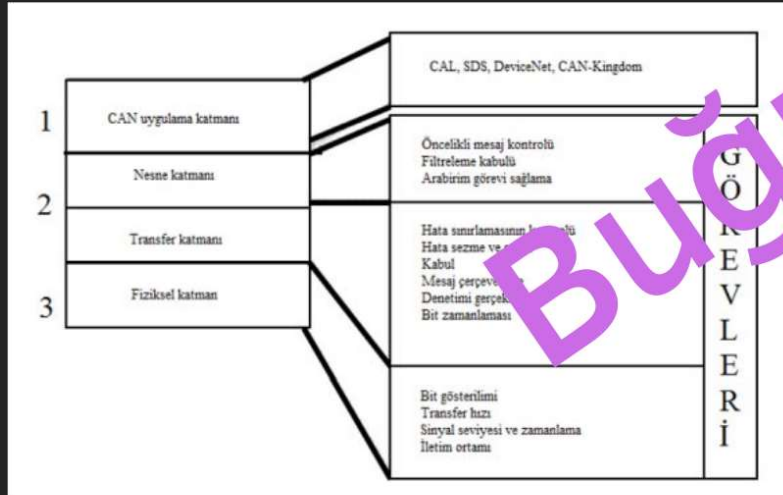 CAL, SDS, DeviceNet, CAN-Kingdom
1
CAN uygulama katmanı
Nesne katmanı
2
Transfer katmanı
3
Fiziksel katman
Öncelikli mesaj kontrolü
Filtreleme kabulü
Arabirim görevi sağlama
Hata sınırlamasının
Hata sezme ve
Kabul
Mesaj
Denetimi
Bit zamanlaması
Bit gösterilimi
Transfer hızı
Sinyal seviyesi ve zamanlama
İletim ortamı
GÖREVLERİ
Buğ